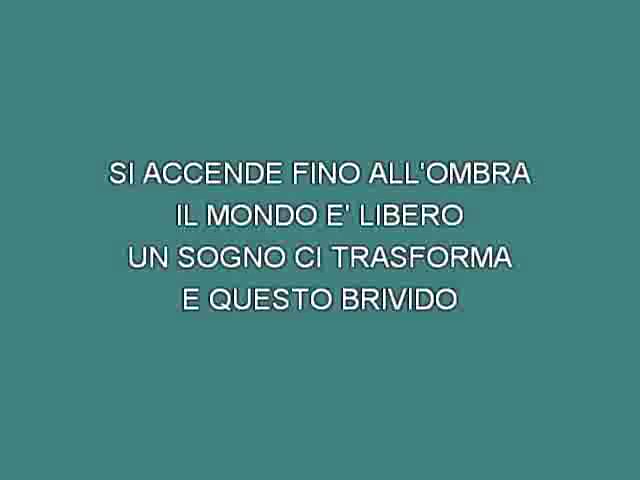 SI ACCENDE FINO ALL'OMBRA
IL MONDO E' LIBERO
UN SOGNO CI TRASFORMA
E QUESTO BRIVIDO